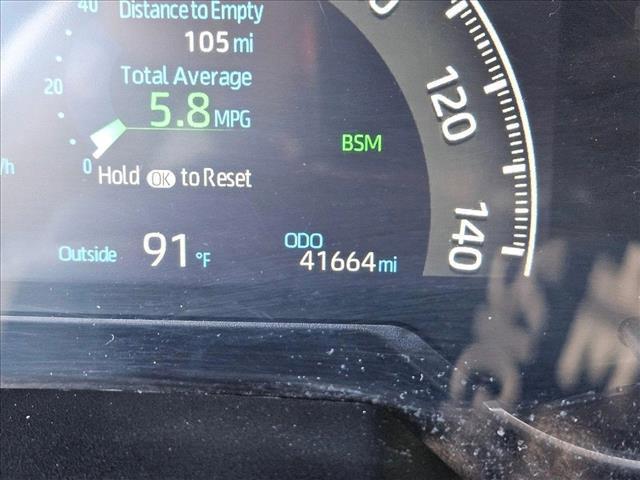 40
Distance to Empty
105 mi
Total Average
20
5.8 MPG
120
BSM
/h
0
Hold OK to Reset
140
Outside 91 °F
ODO
41664 mi